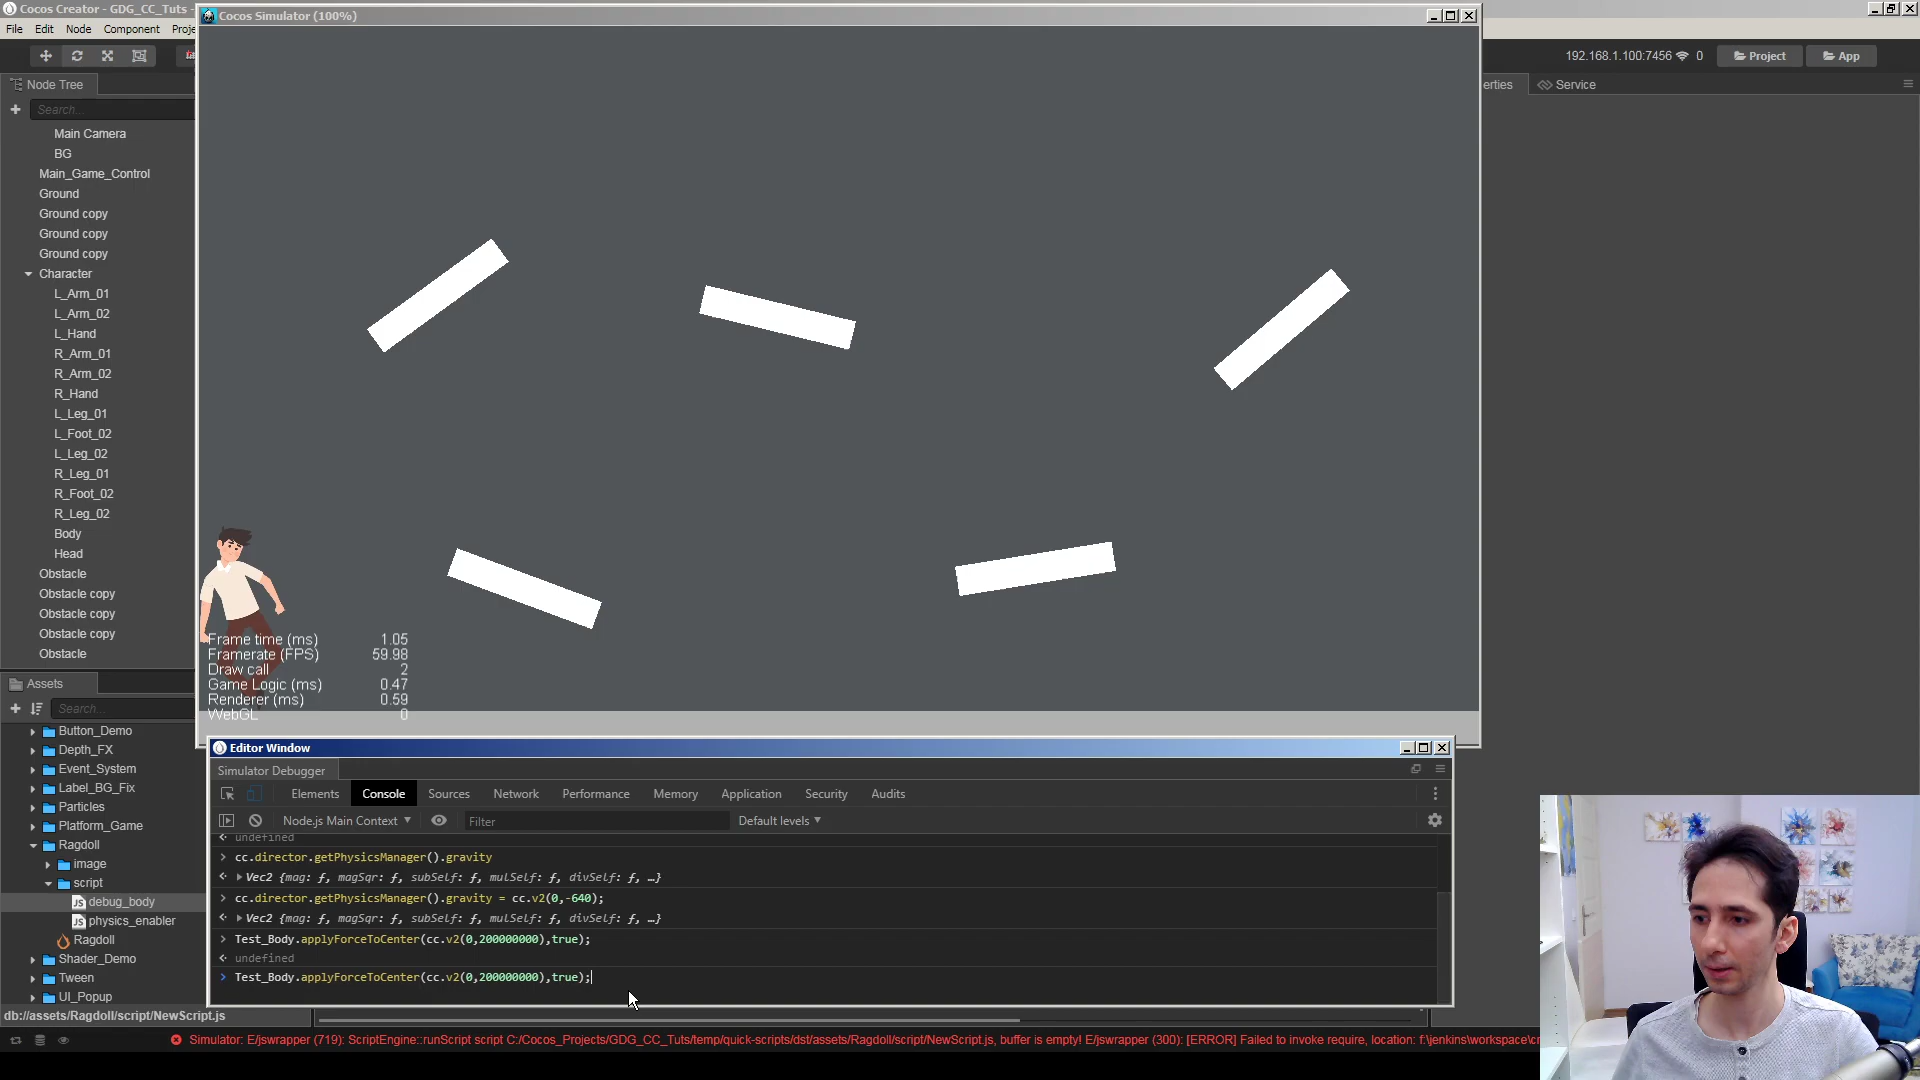 Cocos Creator - GDG_CC_Tuts -
Cocos Simulator (100%)
File Edit Node Component Proje
192.168.1.100:7456 0 Project App
Node Tree
erties Service
Search...
Main Camera
BG
Main_Game_Control
Ground
Ground copy
Ground copy
Ground copy
Character
L_Arm_01
L_Arm_02
L_Hand
R_Arm_01
R_Arm_02
R_Hand
L_Leg_01
L_Foot_02
L_Leg_02
R_Leg_01
R_Foot_02
R_Leg_02
Body
Head
Obstacle
Obstacle copy
Obstacle copy
Obstacle copy
Obstacle
Frame time (ms) 1.05
Framerate (FPS) 59.98
Draw call 2
Game Logic (ms) 0.47
Renderer (ms) 0.59
WebGL 0
Assets
Search...
Button_Demo
Depth_FX
Event_System
Label_BG_Fix
Particles
Platform_Game
Ragdoll
image
script
debug_body
physics_enabler
Ragdoll
Shader_Demo
Tween
UI_Popup
db://assets/Ragdoll/script/NewScript.js
Editor Window
Simulator Debugger
Elements Console Sources Network Performance Memory Application Security Audits
Node.js Main Context Filter Default levels
undefined
cc.director.getPhysicsManager().gravity
Vec2 {mag: ƒ, magSqr: ƒ, subSelf: ƒ, mulSelf: ƒ, divSelf: ƒ, …}
cc.director.getPhysicsManager().gravity = cc.v2(0,-640);
Vec2 {mag: ƒ, magSqr: ƒ, subSelf: ƒ, mulSelf: ƒ, divSelf: ƒ, …}
Test_Body.applyForceToCenter(cc.v2(0,200000000),true);
undefined
Test_Body.applyForceToCenter(cc.v2(0,200000000),true);
Simulator: E/jswrapper (719): ScriptEngine::runScript script C:/Cocos_Projects/GDG_CC_Tuts/temp/quick-scripts/dst/assets/Ragdoll/script/NewScript.js, buffer is empty! E/jswrapper (300): [ERROR] Failed to invoke require, location: f:\jenkins\workspace\cr